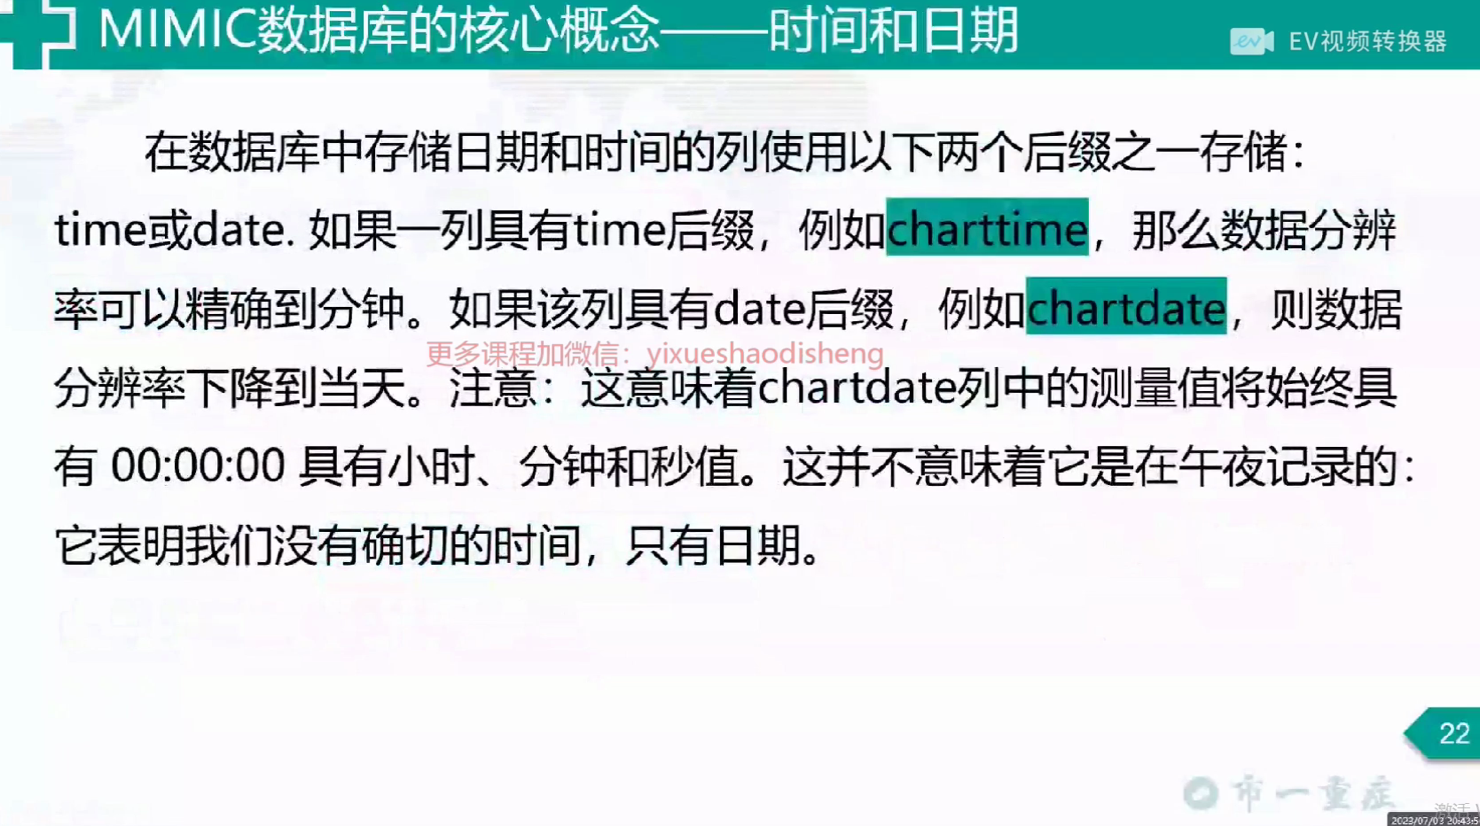 MIMIC数据库的核心概念——时间和日期
EV视频转换器
在数据库中存储日期和时间的列使用以下两个后缀之一存储：
time或date. 如果一列具有time后缀，例如charttime，那么数据分辨
率可以精确到分钟。如果该列具有date后缀，例如chartdate，则数据
更多课程加微信：yixueshaodisheng
分辨率下降到当天。注意：这意味着chartdate列中的测量值将始终具
有 00:00:00 具有小时、分钟和秒值。这并不意味着它是在午夜记录的：
它表明我们没有确切的时间，只有日期。
22
市一重症
激活